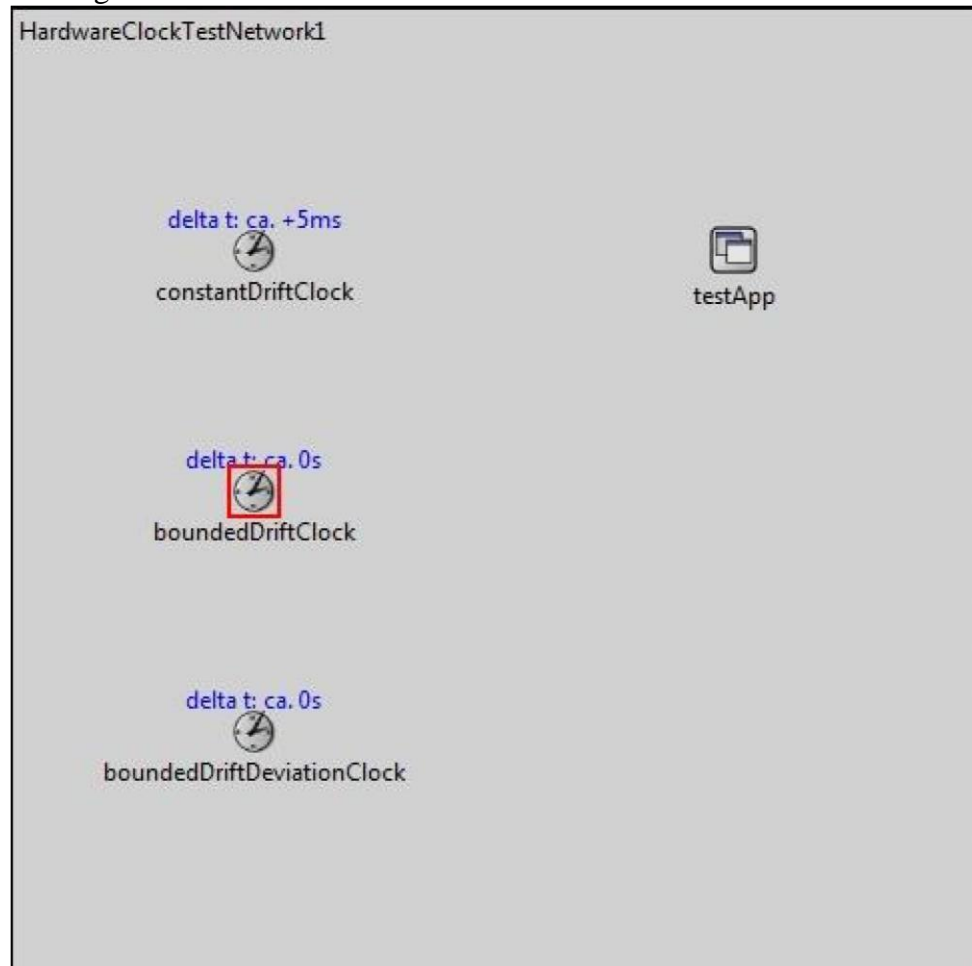 HardwareClockTestNetwork1
delta t: ca. +5ms
constantDriftClock
testApp
delta t: ca. 0s
boundedDriftClock
delta t: ca. 0s
boundedDriftDeviationClock